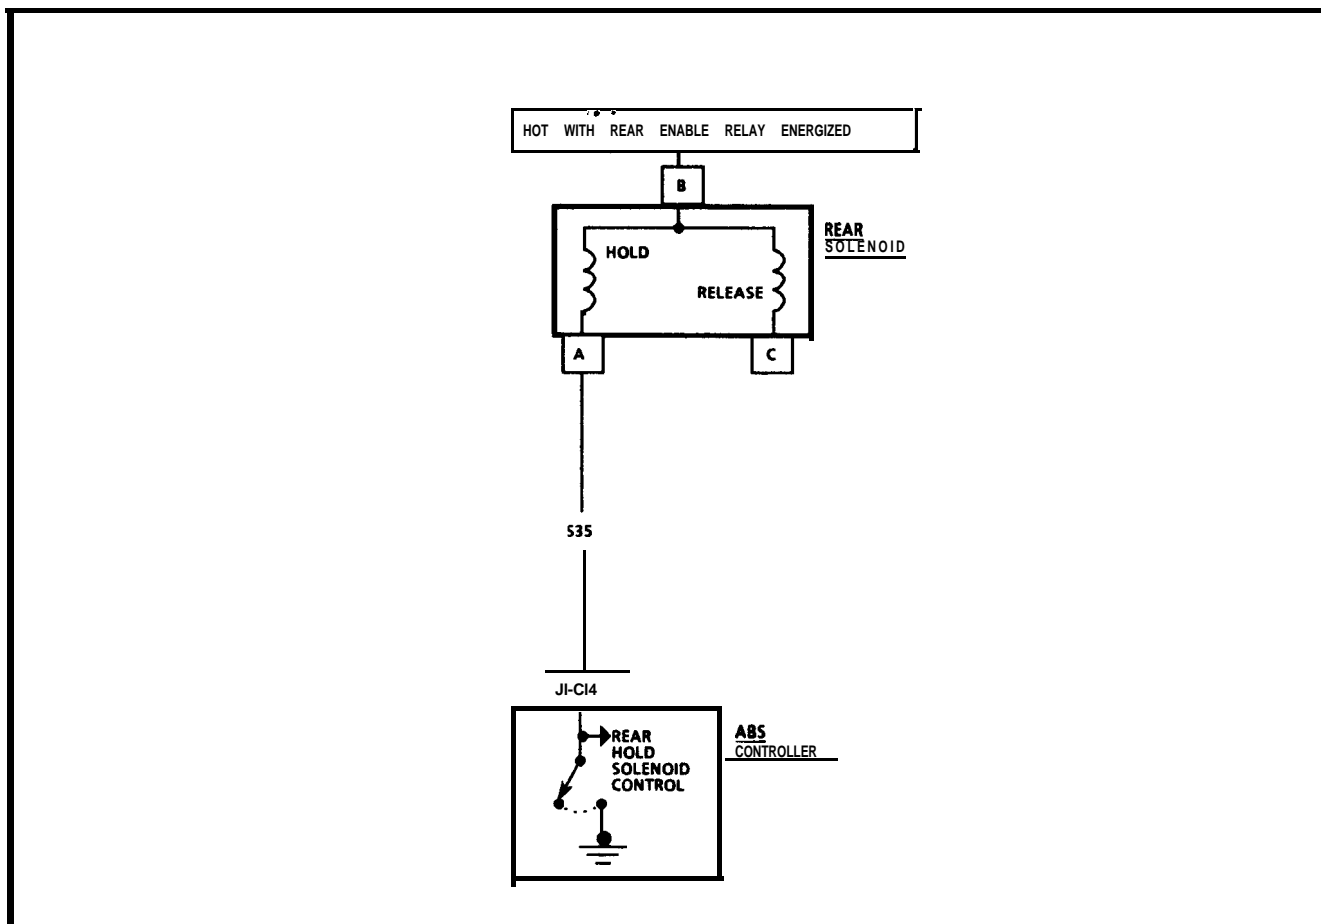 HOT WITH REAR ENABLE RELAY ENERGIZED
B
REAR
SOLENOID
HOLD
RELEASE
A
C
S35
JI-CI4
REAR
HOLD
SOLENOID
CONTROL
ABS
CONTROLLER